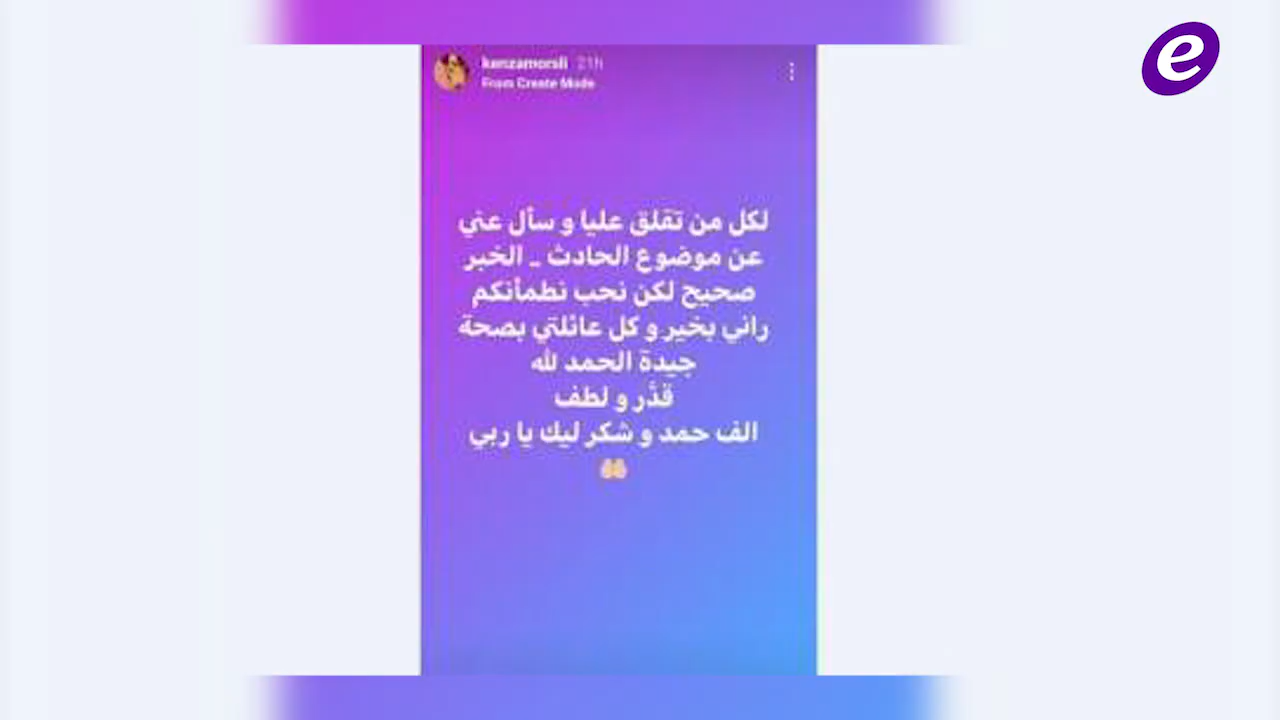 kenzamorsli 21h
From Create Mode
لكل من تقلق عليا و سأل عني
عن موضوع الحادث _ الخبر
صحيح لكن نحب نطمأنكم
راني بخير و كل عائلتي بصحة
جيدة الحمد لله
قدَّر و لطف
الف حمد و شكر ليك يا ربي
🤲🏼
e